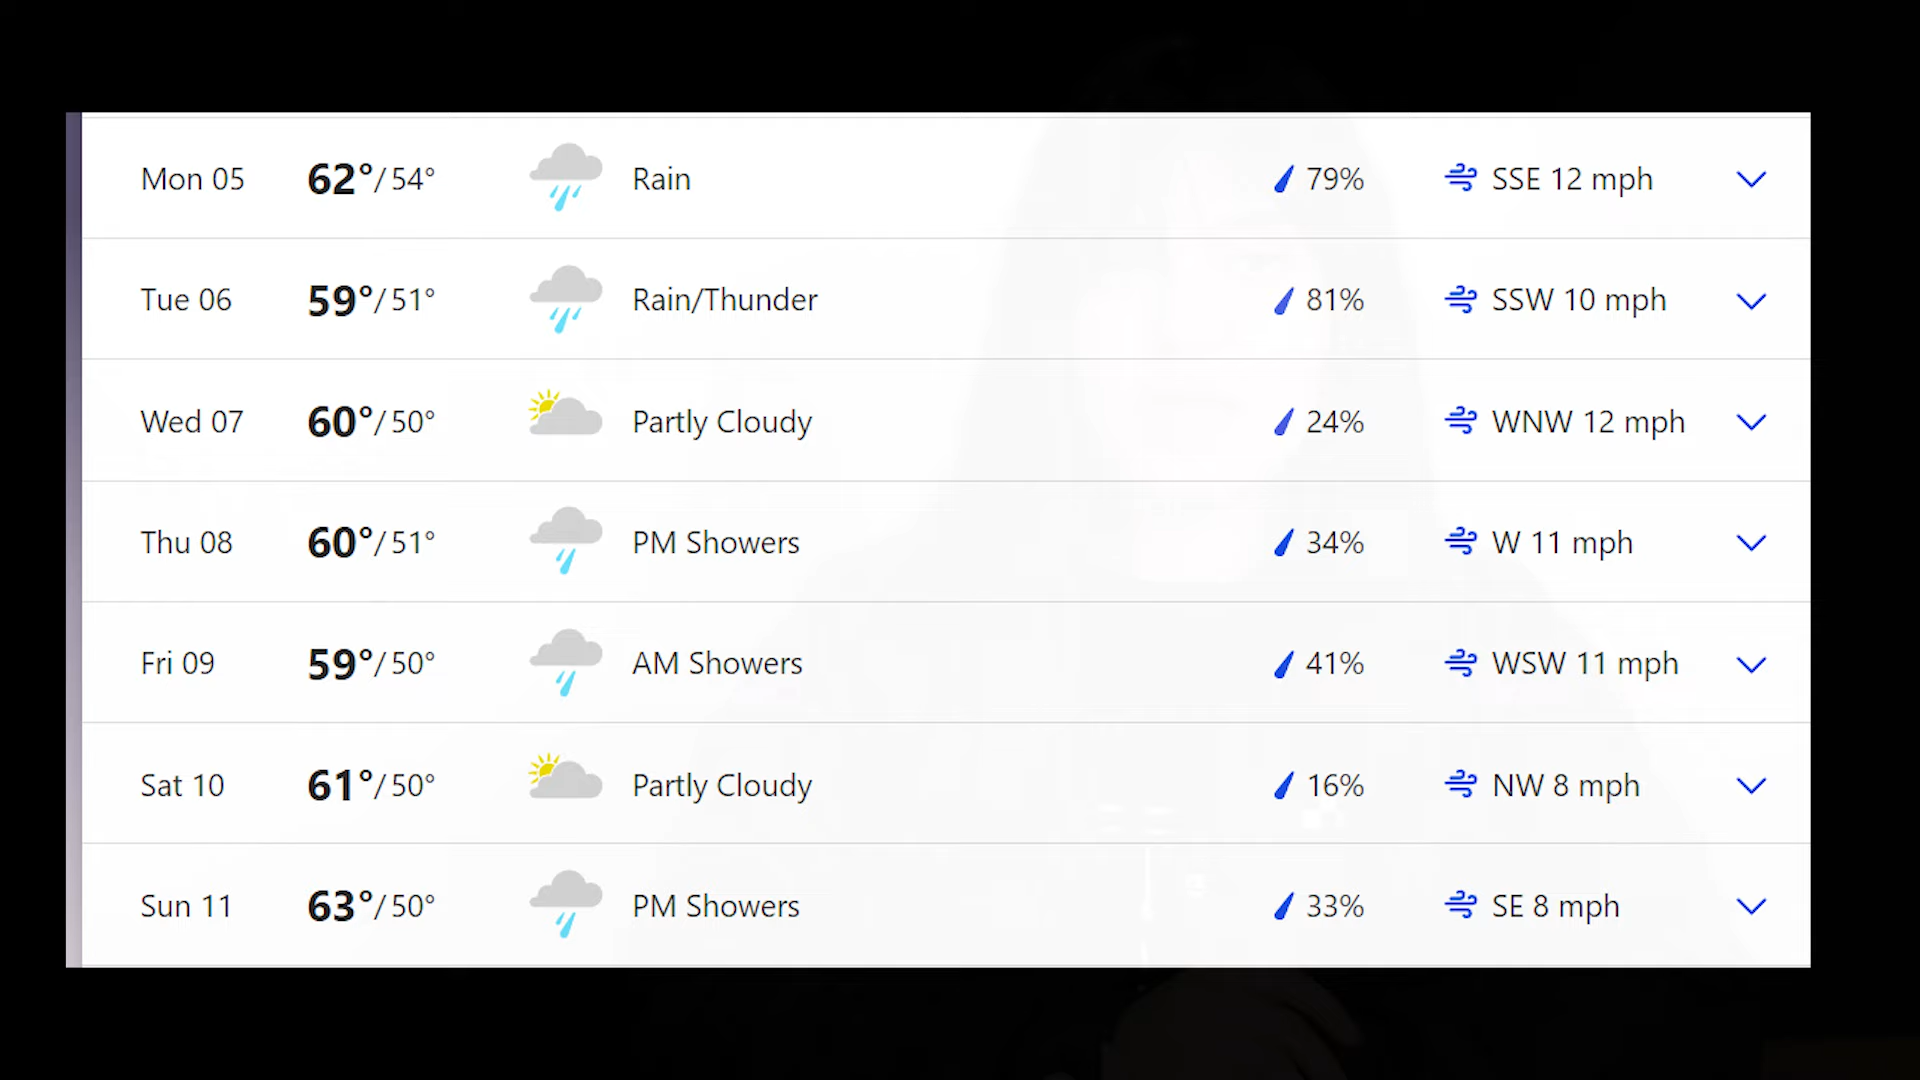 Mon 05 62°/54° Rain 79% SSE 12 mph
Tue 06 59°/51° Rain/Thunder 81% SSW 10 mph
Wed 07 60°/50° Partly Cloudy 24% WNW 12 mph
Thu 08 60°/51° PM Showers 34% W 11 mph
Fri 09 59°/50° AM Showers 41% WSW 11 mph
Sat 10 61°/50° Partly Cloudy 16% NW 8 mph
Sun 11 63°/50° PM Showers 33% SE 8 mph